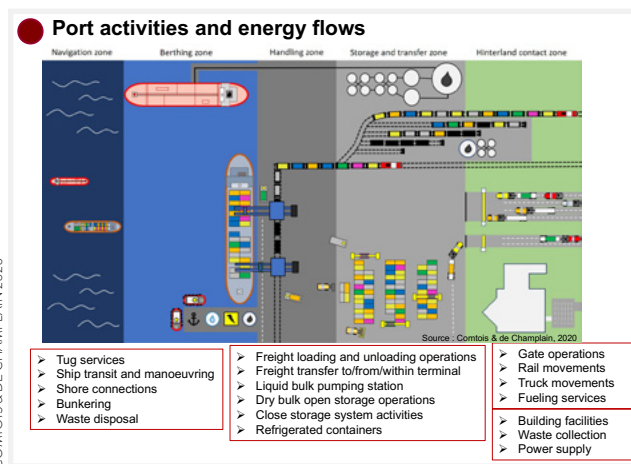 Port activities and energy flows
Navigation zone
Berthing zone
Handling zone
Storage and transfer zone
Hinterland contact zone
Source : Comtois & de Champlain, 2020
➢ Tug services
➢ Ship transit and manoeuvring
➢ Shore connections
➢ Bunkering
➢ Waste disposal
➢ Freight loading and unloading operations
➢ Freight transfer to/from/within terminal
➢ Liquid bulk pumping station
➢ Dry bulk open storage operations
➢ Close storage system activities
➢ Refrigerated containers
➢ Gate operations
➢ Rail movements
➢ Truck movements
➢ Fueling services
➢ Building facilities
➢ Waste collection
➢ Power supply